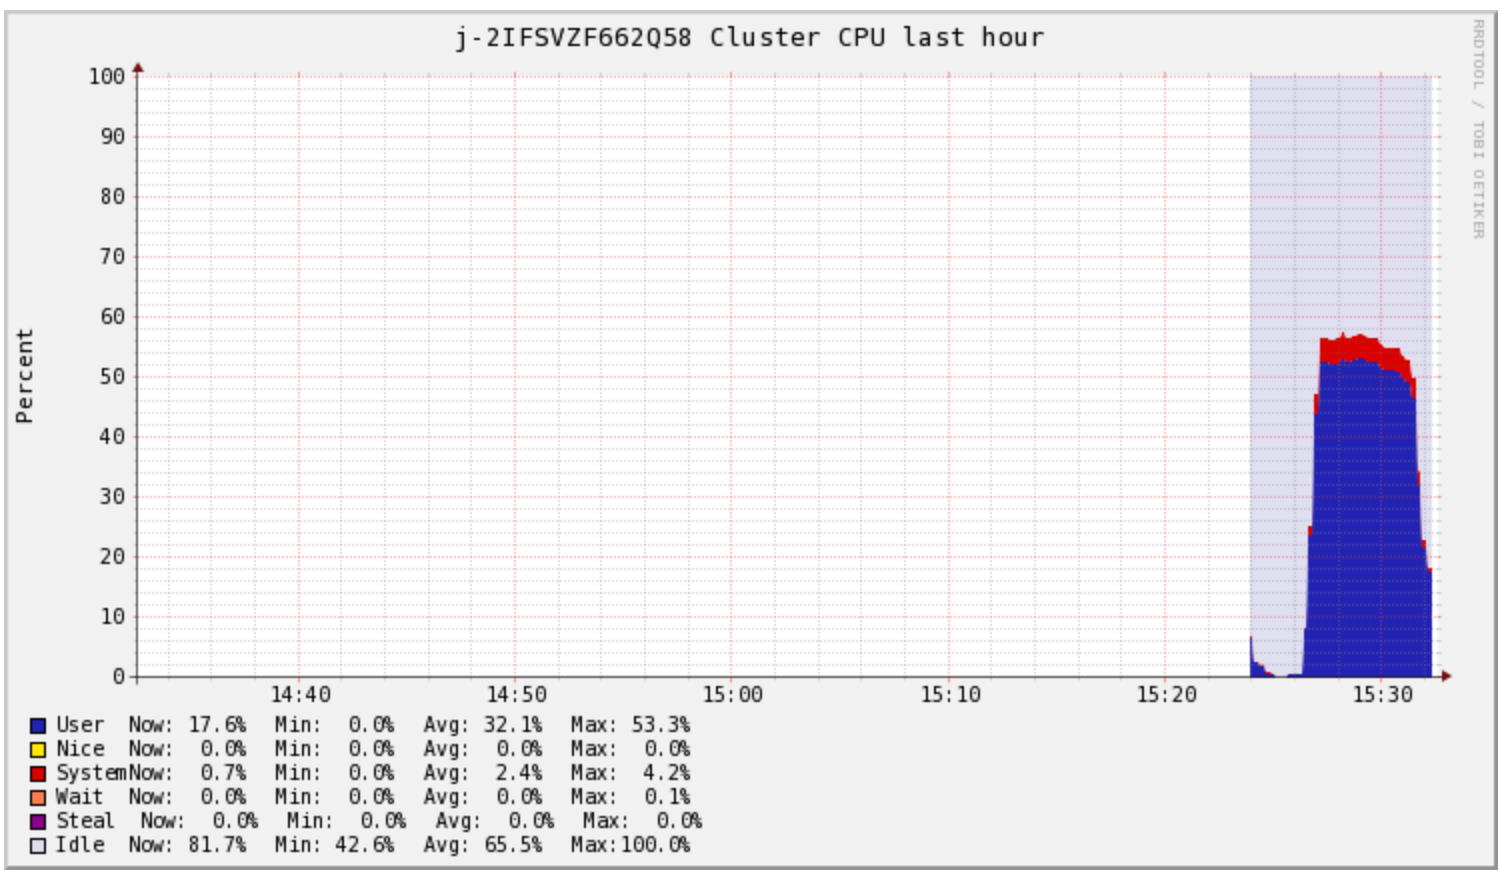 j-2IFSVZF662Q58 Cluster CPU last hour
RRDTOOL / TOBI OETIKER
Percent
100
90
80
70
60
50
40
30
20
10
0
14:40 14:50 15:00 15:10 15:20 15:30
User Now: 17.6% Min: 0.0% Avg: 32.1% Max: 53.3%
Nice Now: 0.0% Min: 0.0% Avg: 0.0% Max: 0.0%
System Now: 0.7% Min: 0.0% Avg: 2.4% Max: 4.2%
Wait Now: 0.0% Min: 0.0% Avg: 0.0% Max: 0.1%
Steal Now: 0.0% Min: 0.0% Avg: 0.0% Max: 0.0%
Idle Now: 81.7% Min: 42.6% Avg: 65.5% Max:100.0%